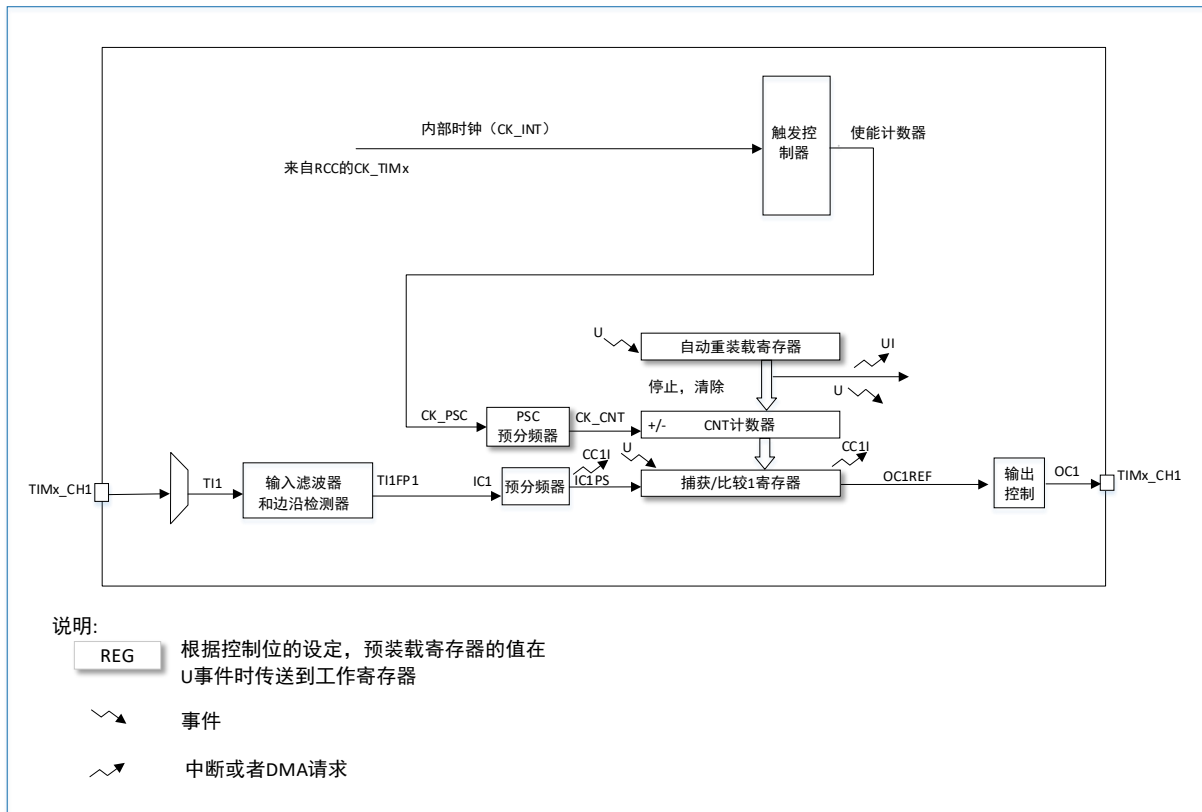 内部时钟（CK_INT）
来自RCC的CK_TIMx
触发控
制器
使能计数器
U
自动重装载寄存器
UI
停止，清除
U
CK_PSC
PSC
预分频器
CK_CNT
+/-
CNT计数器
TIMx_CH1
TI1
输入滤波器
和边沿检测器
TI1FP1
IC1
预分频器
CC1I
IC1PS
U
捕获/比较1寄存器
CC1I
OC1REF
输出
控制
OC1
TIMx_CH1
说明:
REG
根据控制位的设定，预装载寄存器的值在
U事件时传送到工作寄存器
事件
中断或者DMA请求